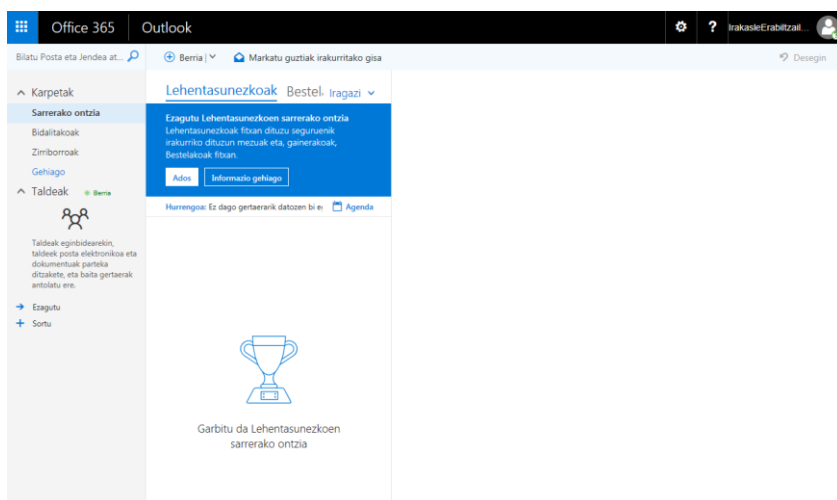 Office 365
Outlook
?
IrakasleErabiltzail...
Bilatu Posta eta Jendea at...
Berria
Markatu guztiak irakurritako gisa
Desegin
Karpetak
Sarrerako ontzia
Bidalitakoak
Zirriborroak
Gehiago
Taldeak
Berria
Taldeak eginbidearekin,
taldeek posta elektronikoa eta
dokumentuak parteka
ditzakete, eta baita gertaerak
antolatu ere.
Ezagutu
Sortu
Lehentasunezkoak
Bestel
Iragazi
Ezagutu Lehentasunezkoen sarrerako ontzia
Lehentasunezkoak fitxan dituzu seguruenik
irakurriko dituzun mezuak eta, gainerakoak,
Bestelakoak fitxan.
Ados
Informazio gehiago
Hurrengoa: Ez dago gertaerarik datozen bi e
Agenda
Garbitu da Lehentasunezkoen
sarrerako ontzia